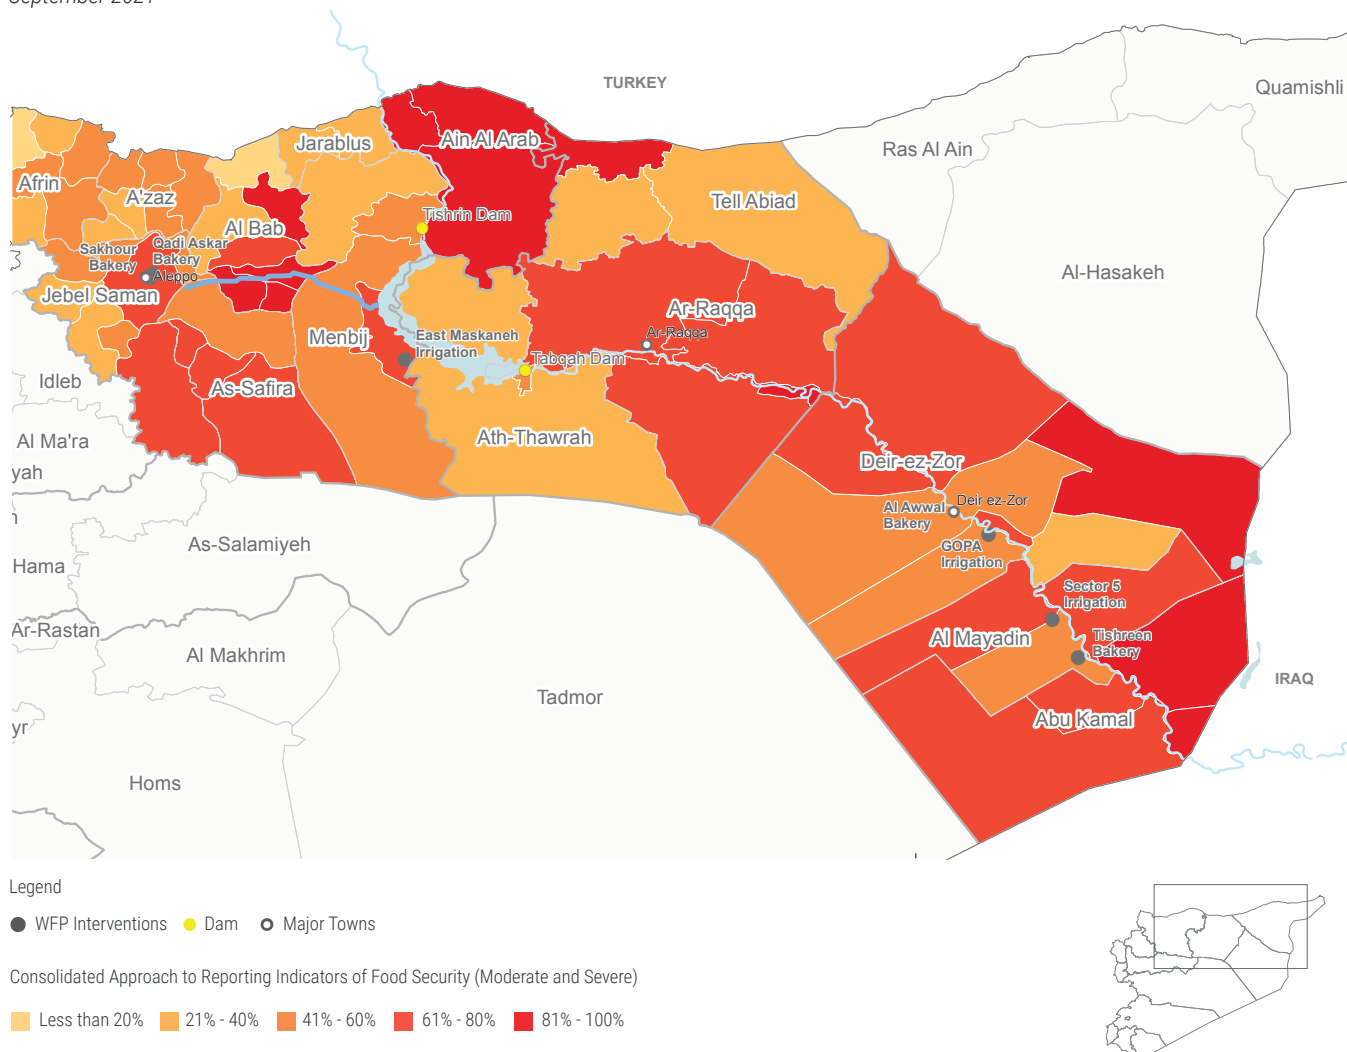 September 2021
TURKEY
Quamishli
Jarablus
Ain Al Arab
Ras Al Ain
Afrin
A'zaz
Tell Abiad
Tishrin Dam
Al Bab
Sakhour
Bakery
Qadi Askar
Bakery
Aleppo
Al-Hasakeh
Jebel Saman
Ar-Raqqa
Menbij
East Maskaneh
Irrigation
Ar-Raqqa
Tabqah Dam
Idleb
As-Safira
Ath-Thawrah
Al Ma'ra
yah
Deir-ez-Zor
Deir ez-Zor
Al Awwal
Bakery
GOPA
Irrigation
As-Salamiyeh
Hama
Sector 5
Irrigation
Ar-Rastan
Al Mayadin
Tishreen
Bakery
Al Makhrim
IRAQ
Tadmor
Abu Kamal
yr
Homs
Legend
WFP Interventions Dam Major Towns
Consolidated Approach to Reporting Indicators of Food Security (Moderate and Severe)
Less than 20% 21% - 40% 41% - 60% 61% - 80% 81% - 100%